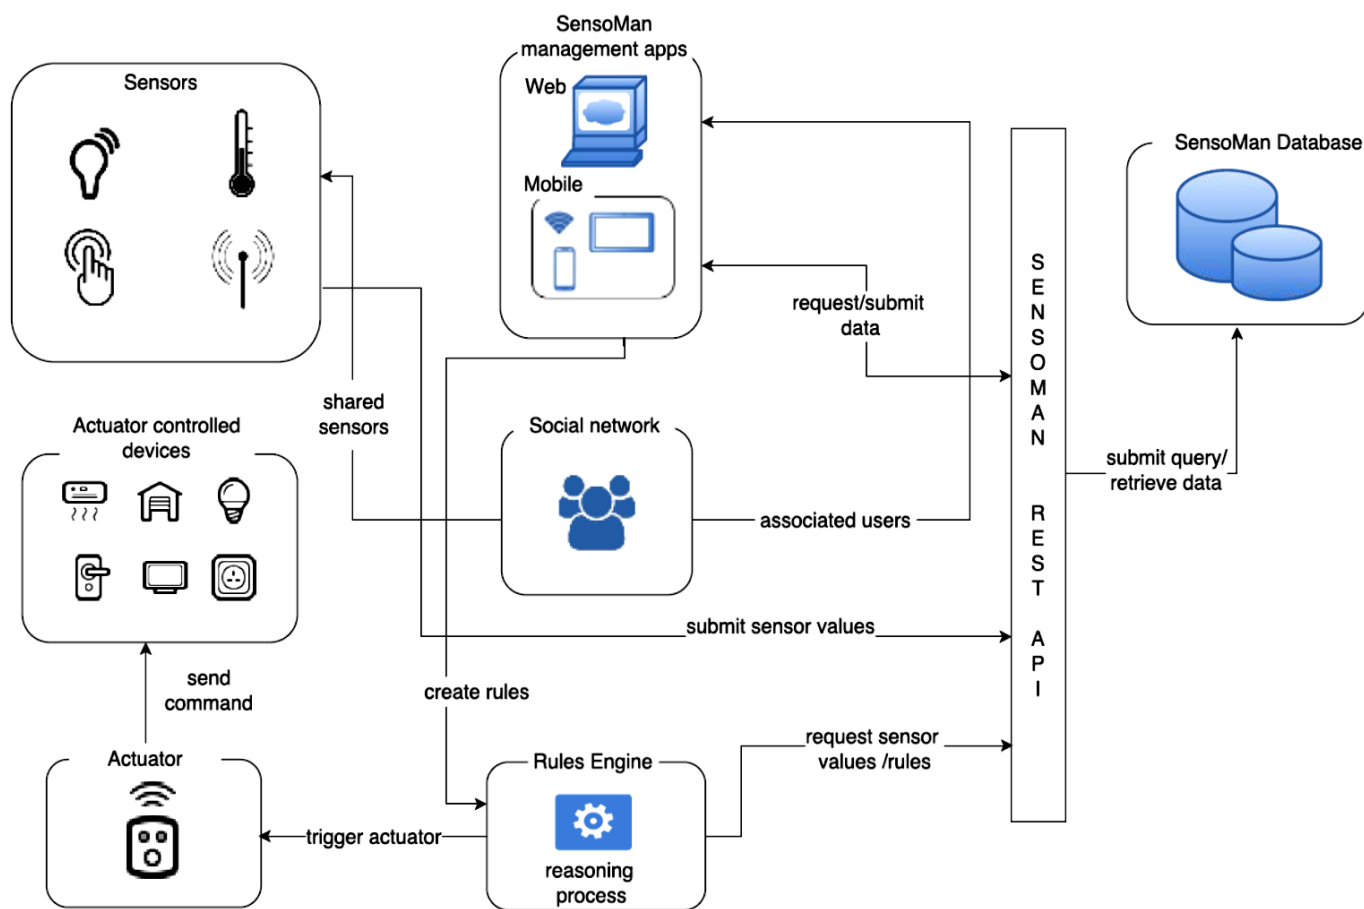 SensoMan
management apps
Sensors
Web
SensoMan Database
Mobile
request/submit
data
shared
sensors
Actuator controlled
devices
Social network
associated users
S
E
N
S
O
M
A
N
R
E
S
T
A
P
I
submit query/
retrieve data
submit sensor values
send
command
create rules
Actuator
Rules Engine
request sensor
values /rules
trigger actuator
reasoning
process